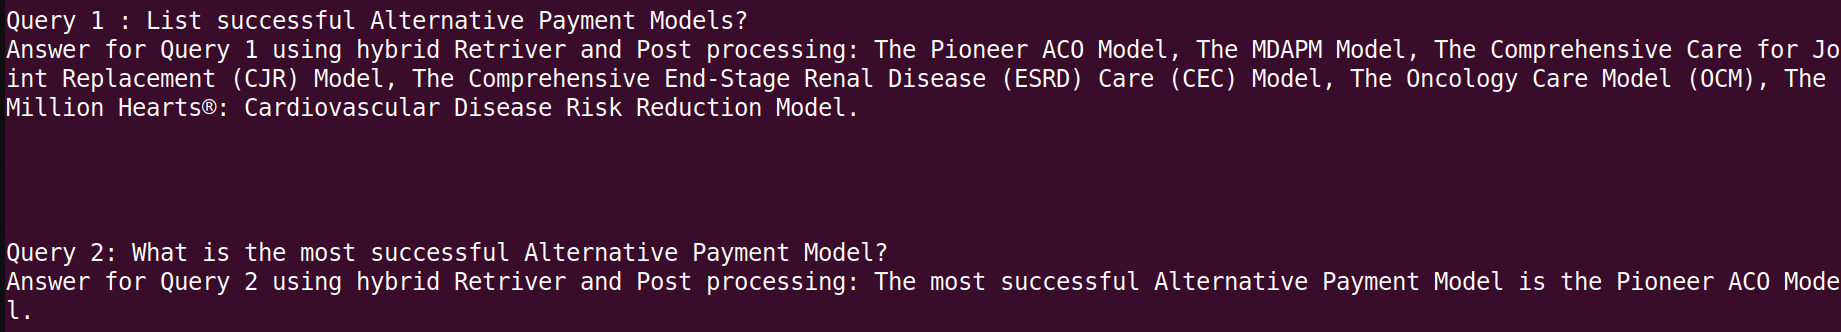 Query 1 : List successful Alternative Payment Models?
Answer for Query 1 using hybrid Retriver and Post processing: The Pioneer ACO Model, The MDAPM Model, The Comprehensive Care for Jo
int Replacement (CJR) Model, The Comprehensive End-Stage Renal Disease (ESRD) Care (CEC) Model, The Oncology Care Model (OCM), The
Million Hearts®: Cardiovascular Disease Risk Reduction Model.
Query 2: What is the most successful Alternative Payment Model?
Answer for Query 2 using hybrid Retriver and Post processing: The most successful Alternative Payment Model is the Pioneer ACO Mode
l.